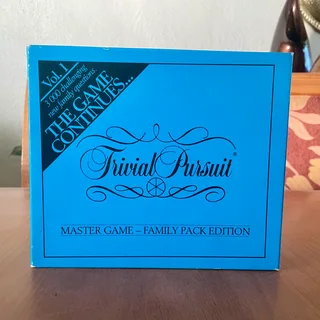 Vol. 1
3 000 challenging
new family questions.
THE GAME
CONTINUES...
Trivial Pursuit®
MASTER GAME – FAMILY PACK EDITION